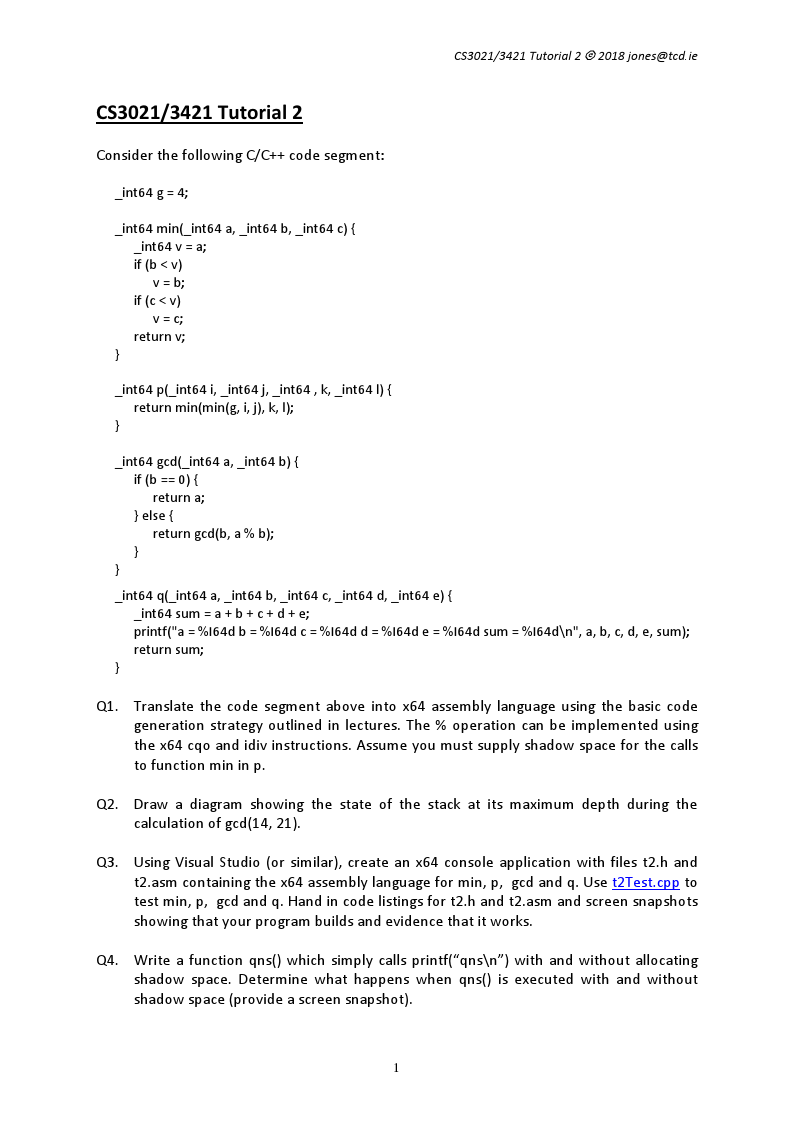 CS3021/3421 Tutorial 2 © 2018 jones@tcd.ie
CS3021/3421 Tutorial 2
Consider the following C/C++ code segment:
_int64 g = 4;
_int64 min(_int64 a, _int64 b, _int64 c) {
_int64 v = a;
if (b < v)
v = b;
if (c < v)
v = c;
return v;
}
_int64 p(_int64 i, _int64 j, _int64 , k, _int64 l) {
return min(min(g, i, j), k, l);
}
_int64 gcd(_int64 a, _int64 b) {
if (b == 0) {
return a;
} else {
return gcd(b, a % b);
}
}
_int64 q(_int64 a, _int64 b, _int64 c, _int64 d, _int64 e) {
_int64 sum = a + b + c + d + e;
printf("a = %I64d b = %I64d c = %I64d d = %I64d e = %I64d sum = %I64d\n", a, b, c, d, e, sum);
return sum;
}
Q1. Translate the code segment above into x64 assembly language using the basic code
generation strategy outlined in lectures. The % operation can be implemented using
the x64 cqo and idiv instructions. Assume you must supply shadow space for the calls
to function min in p.
Q2. Draw a diagram showing the state of the stack at its maximum depth during the
calculation of gcd(14, 21).
Q3. Using Visual Studio (or similar), create an x64 console application with files t2.h and
t2.asm containing the x64 assembly language for min, p, gcd and q. Use t2Test.cpp to
test min, p, gcd and q. Hand in code listings for t2.h and t2.asm and screen snapshots
showing that your program builds and evidence that it works.
Q4. Write a function qns() which simply calls printf(“qns\n”) with and without allocating
shadow space. Determine what happens when qns() is executed with and without
shadow space (provide a screen snapshot).
1